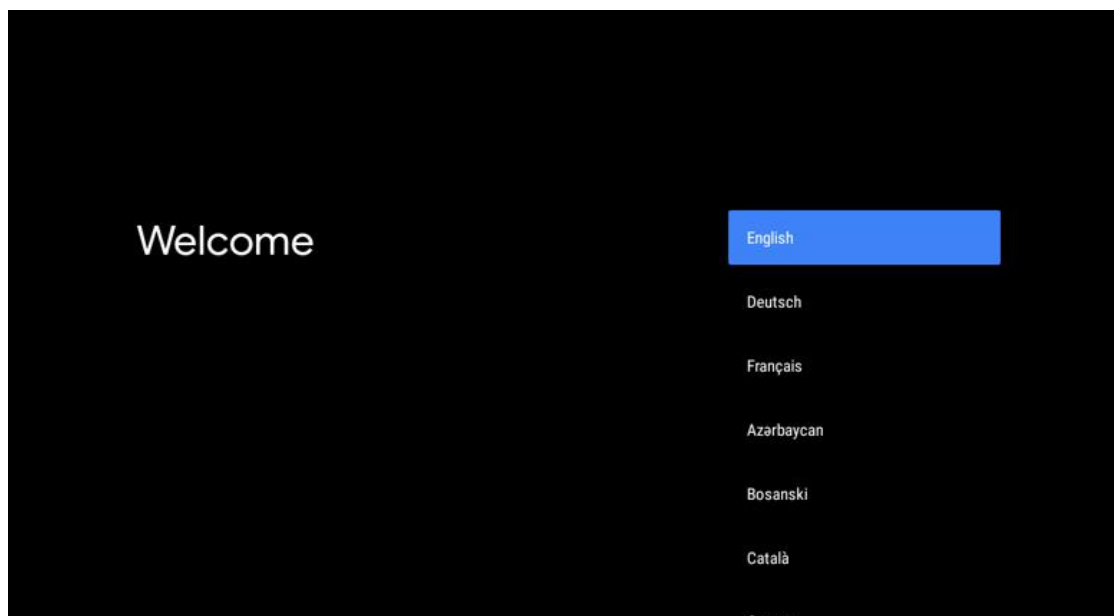 Welcome
English
Deutsch
Français
Azərbaycan
Bosanski
Català